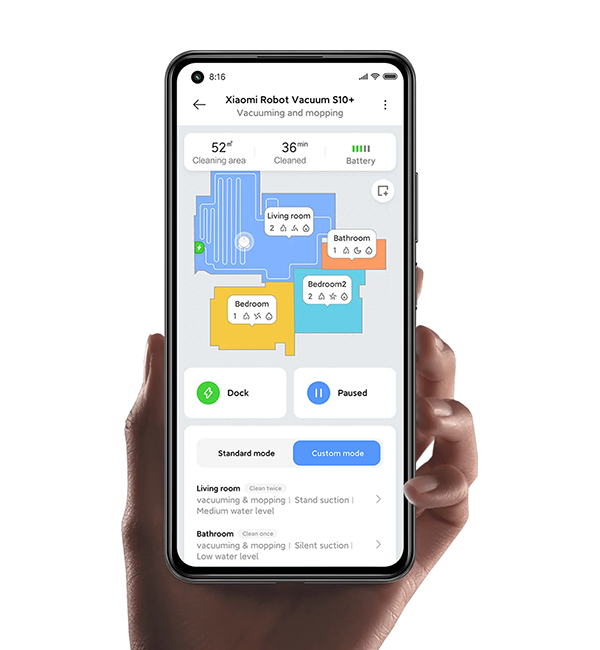 8:16
Xiaomi Robot Vacuum S10+
Vacuuming and mopping
52㎡ 36min
Cleaning area Cleaned Battery
Living room
2
Bathroom
1
Bedroom2
2
Bedroom
1
Dock Paused
Standard mode Custom mode
Living room Clean twice
vacuuming & mopping | Stand suction |
Medium water level
Bathroom Clean once
vacuuming & mopping | Silent suction |
Low water level